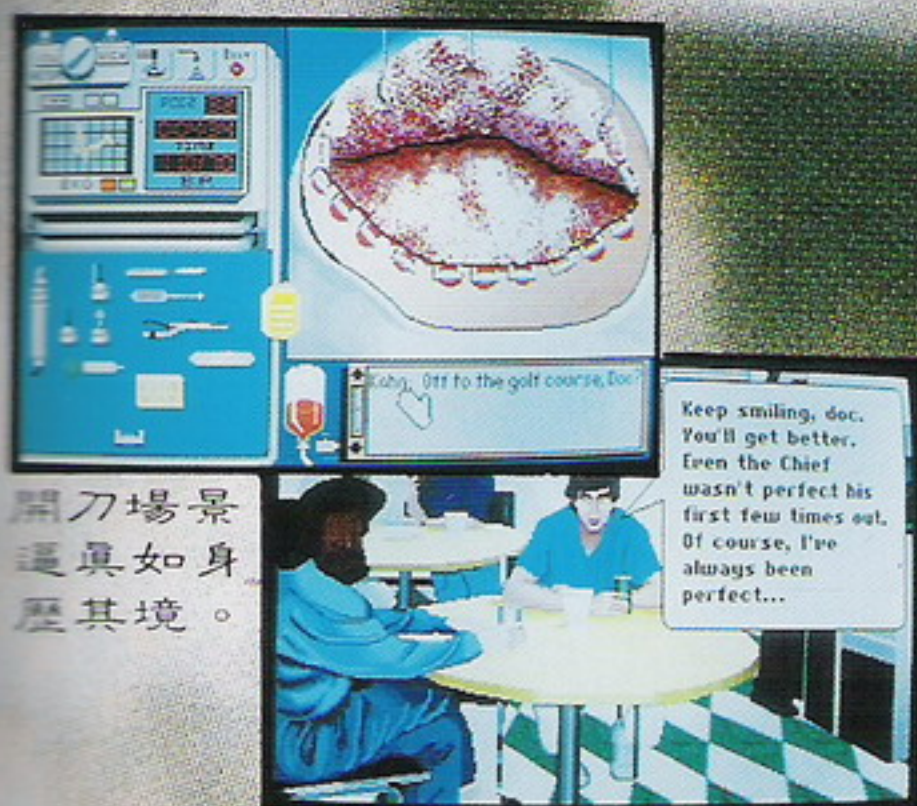 EXIT
EKG
Off to the golf course, Doc?
Keep smiling, doc.
You'll get better.
Even the Chief
wasn't perfect his
first few times out.
Of course, I've
always been
perfect...
開刀場景
逼真如身
歷其境。